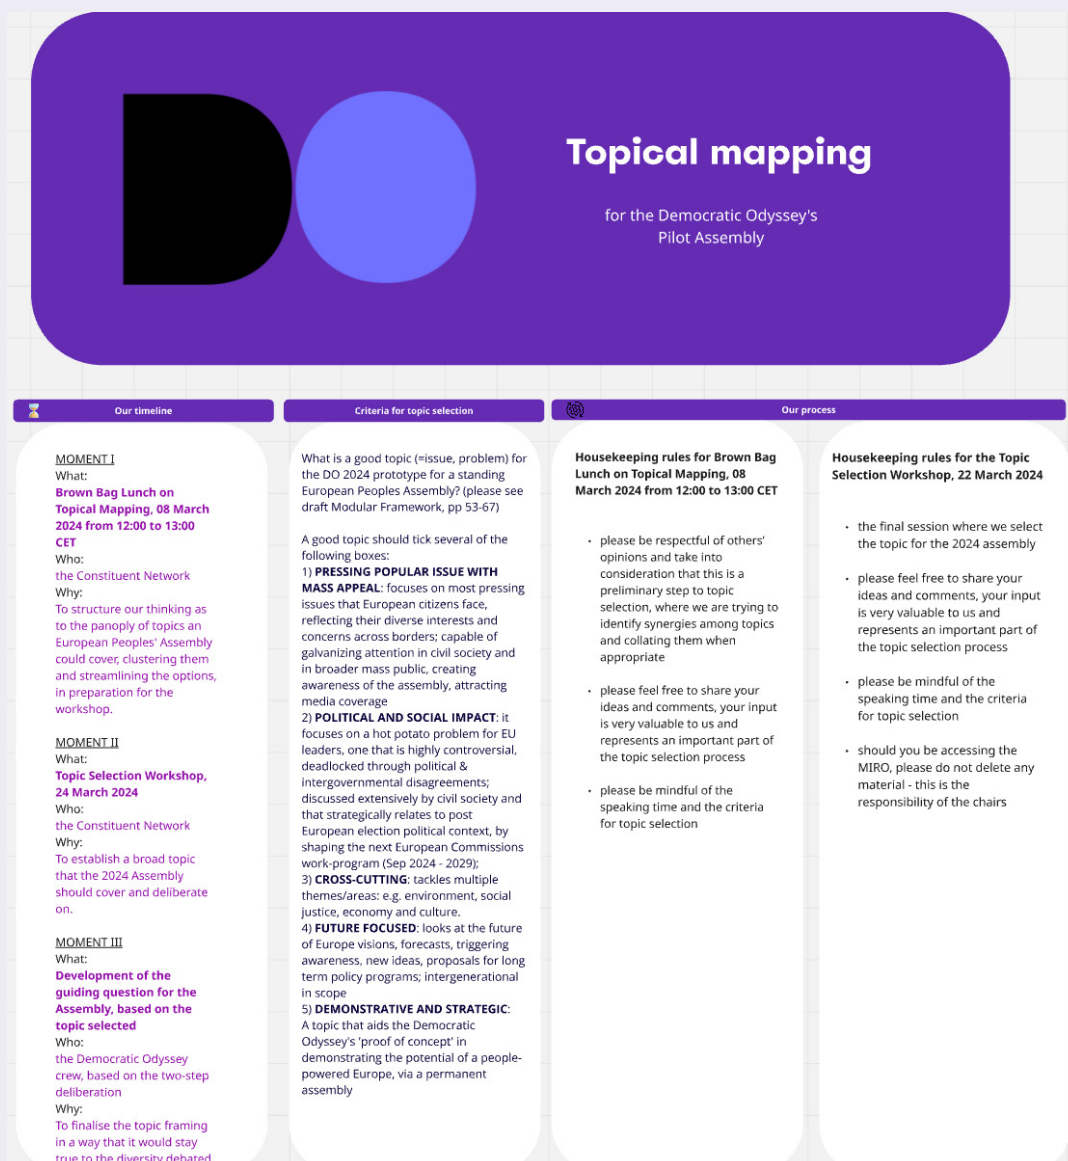 Topical mapping
for the Democratic Odyssey's
Pilot Assembly
Our timeline
MOMENT I
What:
Brown Bag Lunch on
Topical Mapping, 08 March
2024 from 12:00 to 13:00
CET
Who:
the Constituent Network
Why:
To structure our thinking as
to the panoply of topics an
European Peoples' Assembly
could cover, clustering them
and streamlining the options,
in preparation for the
workshop.
MOMENT II
What:
Topic Selection Workshop,
24 March 2024
Who:
the Constituent Network
Why:
To establish a broad topic
that the 2024 Assembly
should cover and deliberate
on.
MOMENT III
What:
Development of the
guiding question for the
Assembly, based on the
topic selected
Who:
the Democratic Odyssey
crew, based on the two-step
deliberation
Why:
To finalise the topic framing
in a way that it would stay
true to the diversity debated
Criteria for topic selection
What is a good topic (=issue, problem) for
the DO 2024 prototype for a standing
European Peoples Assembly? (please see
draft Modular Framework, pp 53-67)
A good topic should tick several of the
following boxes:
1) PRESSING POPULAR ISSUE WITH
MASS APPEAL: focuses on most pressing
issues that European citizens face,
reflecting their diverse interests and
concerns across borders; capable of
galvanizing attention in civil society and
in broader mass public, creating
awareness of the assembly, attracting
media coverage
2) POLITICAL AND SOCIAL IMPACT: it
focuses on a hot potato problem for EU
leaders, one that is highly controversial,
deadlocked through political &
intergovernmental disagreements;
discussed extensively by civil society and
that strategically relates to post
European election political context, by
shaping the next European Commissions
work-program (Sep 2024 - 2029);
3) CROSS-CUTTING: tackles multiple
themes/areas: e.g. environment, social
justice, economy and culture.
4) FUTURE FOCUSED: looks at the future
of Europe visions, forecasts, triggering
awareness, new ideas, proposals for long
term policy programs; intergenerational
in scope
5) DEMONSTRATIVE AND STRATEGIC:
A topic that aids the Democratic
Odyssey's 'proof of concept' in
demonstrating the potential of a people-
powered Europe, via a permanent
assembly
Our process
Housekeeping rules for Brown Bag
Lunch on Topical Mapping, 08
March 2024 from 12:00 to 13:00 CET
• please be respectful of others'
opinions and take into
consideration that this is a
preliminary step to topic
selection, where we are trying to
identify synergies among topics
and collating them when
appropriate
• please feel free to share your
ideas and comments, your input
is very valuable to us and
represents an important part of
the topic selection process
• please be mindful of the
speaking time and the criteria
for topic selection
Housekeeping rules for the Topic
Selection Workshop, 22 March 2024
• the final session where we select
the topic for the 2024 assembly
• please feel free to share your
ideas and comments, your input
is very valuable to us and
represents an important part of
the topic selection process
• please be mindful of the
speaking time and the criteria
for topic selection
• should you be accessing the
MIRO, please do not delete any
material - this is the
responsibility of the chairs